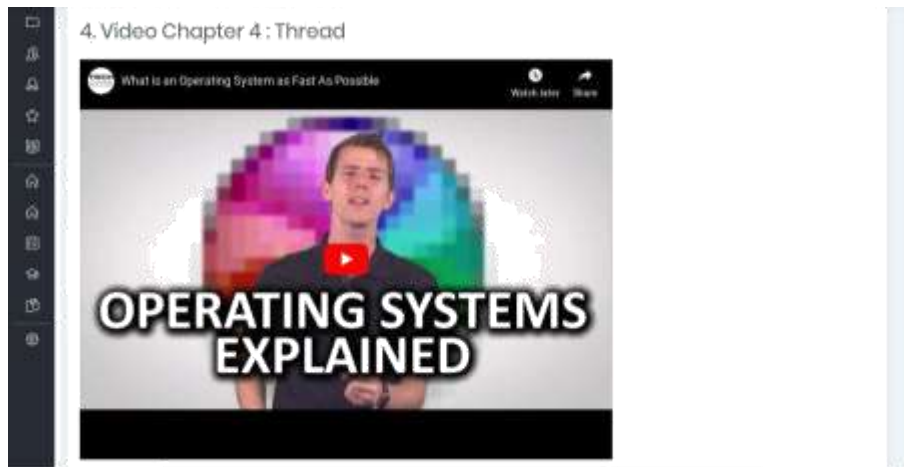 4. Video Chapter 4 : Thread
What is an Operating System as Fast As Possible
Watch later
Share
OPERATING SYSTEMS
EXPLAINED